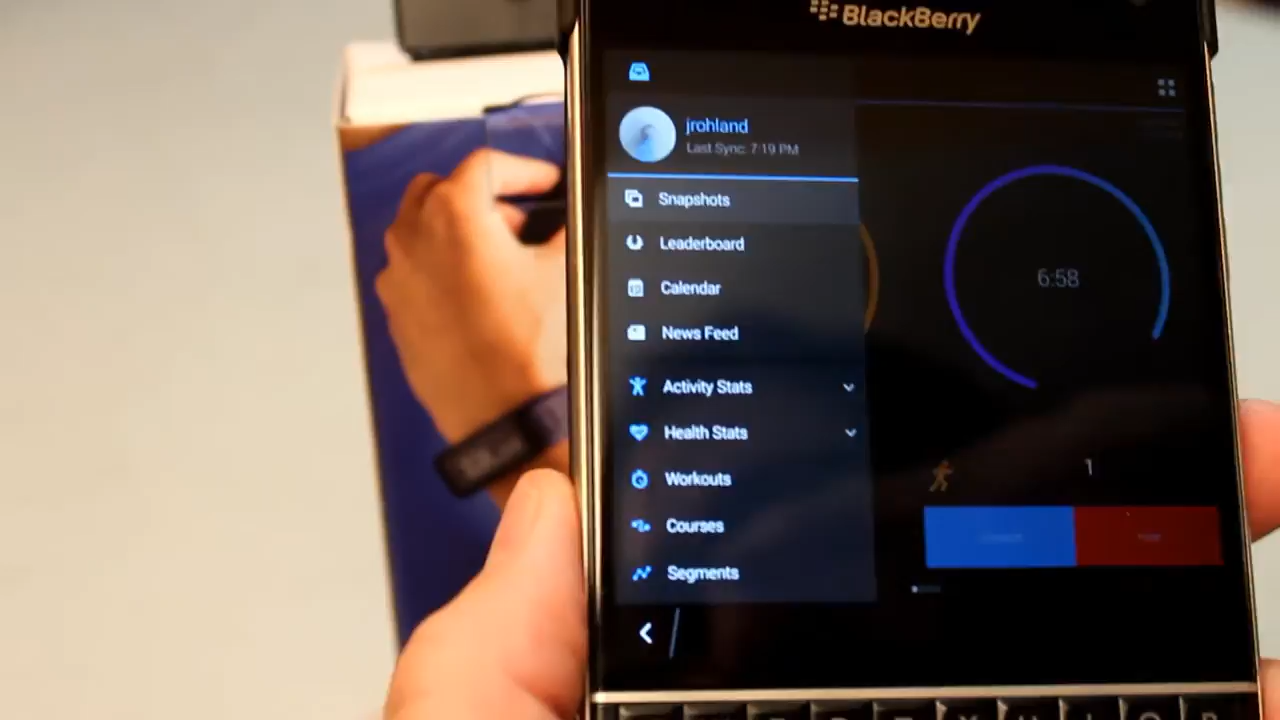 BlackBerry
jrohland
Last Sync: 7:19 PM
Snapshots
Leaderboard
Calendar
News Feed
Activity Stats
Health Stats
Workouts
Courses
Segments
6:58
1